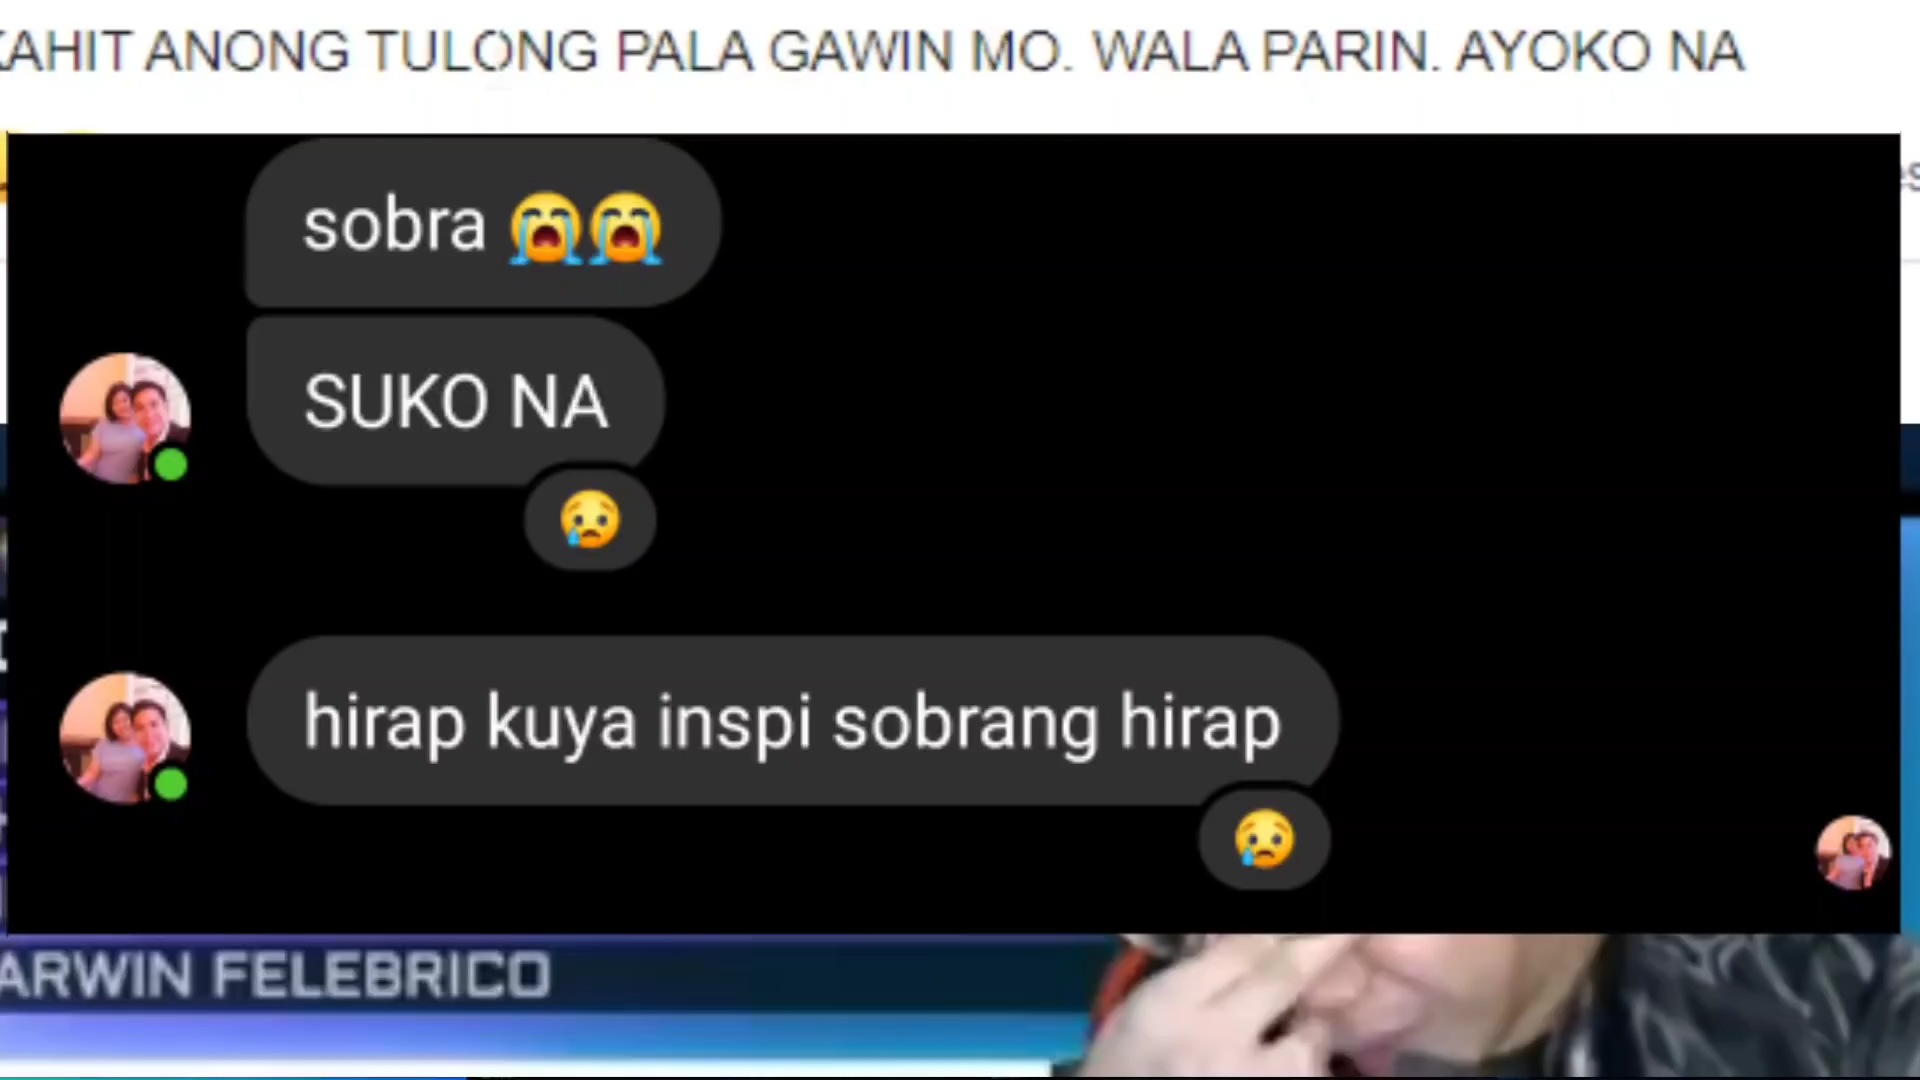 KAHIT ANONG TULONG PALA GAWIN MO. WALA PARIN. AYOKO NA
sobra 😭😭
SUKO NA
😢
hirap kuya inspi sobrang hirap
😢
ARWIN FELEBRICO